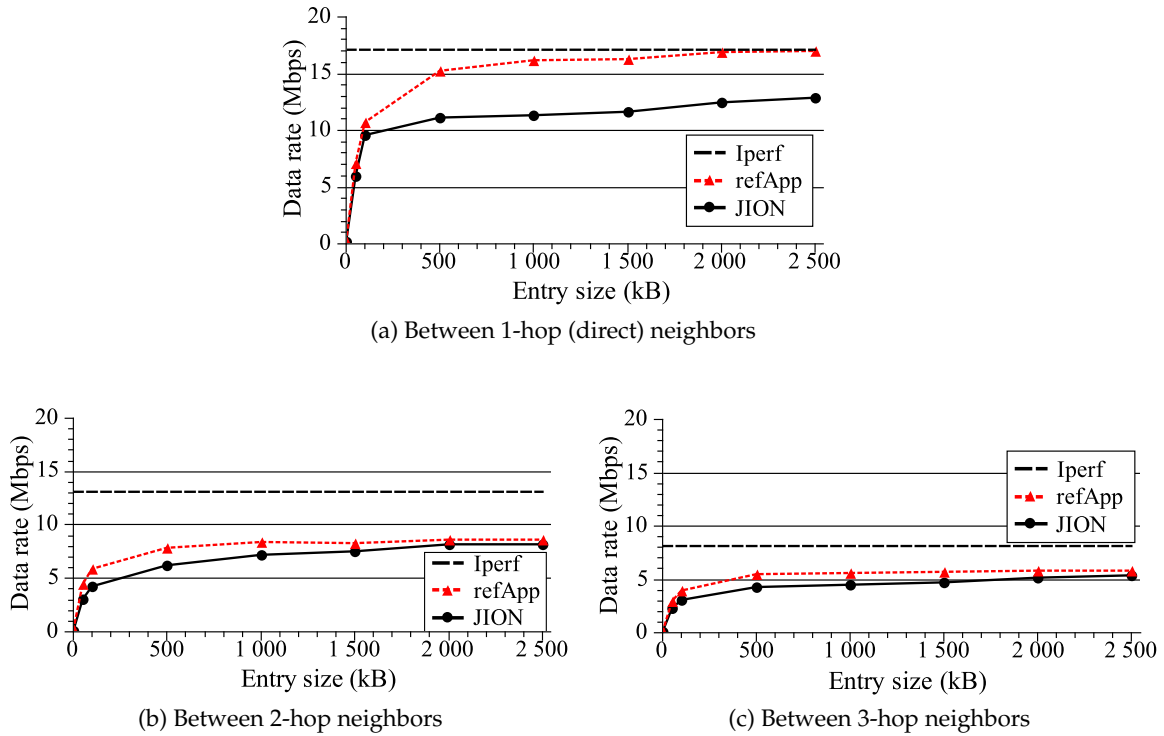 20
15
10
5
0
Data rate (Mbps)
Iperf
refApp
JION
0 500 1 000 1 500 2 000 2 500
Entry size (kB)
(a) Between 1-hop (direct) neighbors
20
15
10
5
0
Data rate (Mbps)
Iperf
refApp
JION
0 500 1 000 1 500 2 000 2 500
Entry size (kB)
(b) Between 2-hop neighbors
20
15
10
5
0
Data rate (Mbps)
Iperf
refApp
JION
0 500 1 000 1 500 2 000 2 500
Entry size (kB)
(c) Between 3-hop neighbors